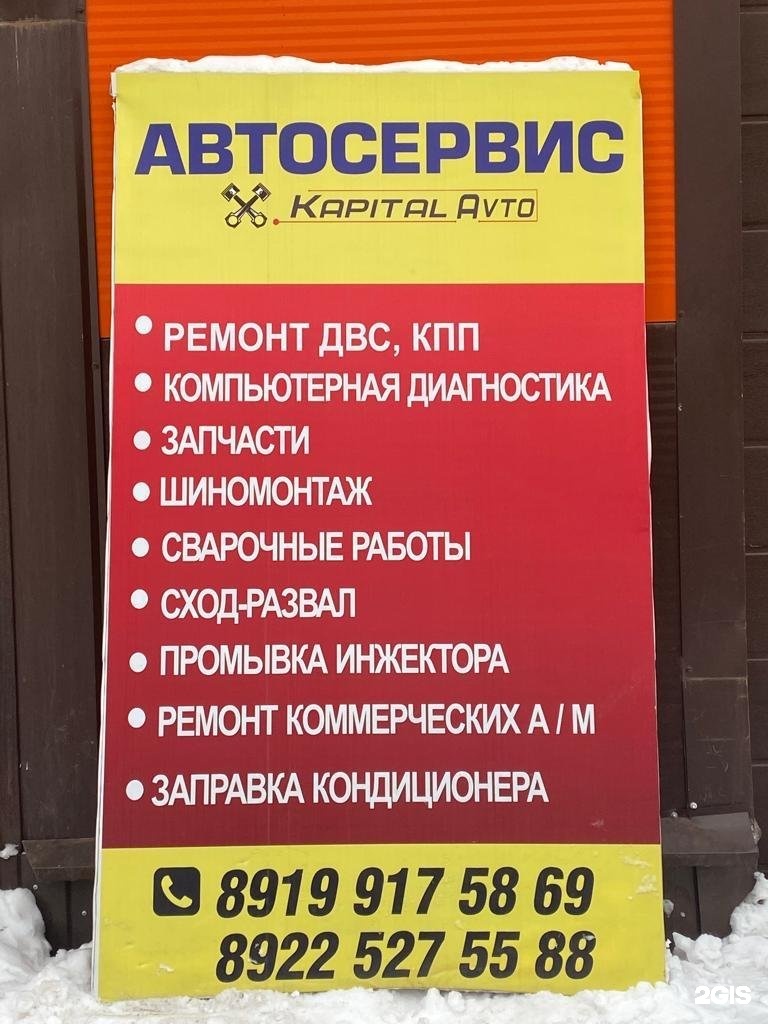 АВТОСЕРВИС
KAPITAL AVTO
• РЕМОНТ ДВС, КПП
• КОМПЬЮТЕРНАЯ ДИАГНОСТИКА
• ЗАПЧАСТИ
• ШИНОМОНТАЖ
• СВАРОЧНЫЕ РАБОТЫ
• СХОД-РАЗВАЛ
• ПРОМЫВКА ИНЖЕКТОРА
• РЕМОНТ КОММЕРЧЕСКИХ А / М
• ЗАПРАВКА КОНДИЦИОНЕРА
8919 917 58 69
8922 527 55 88
2GIS